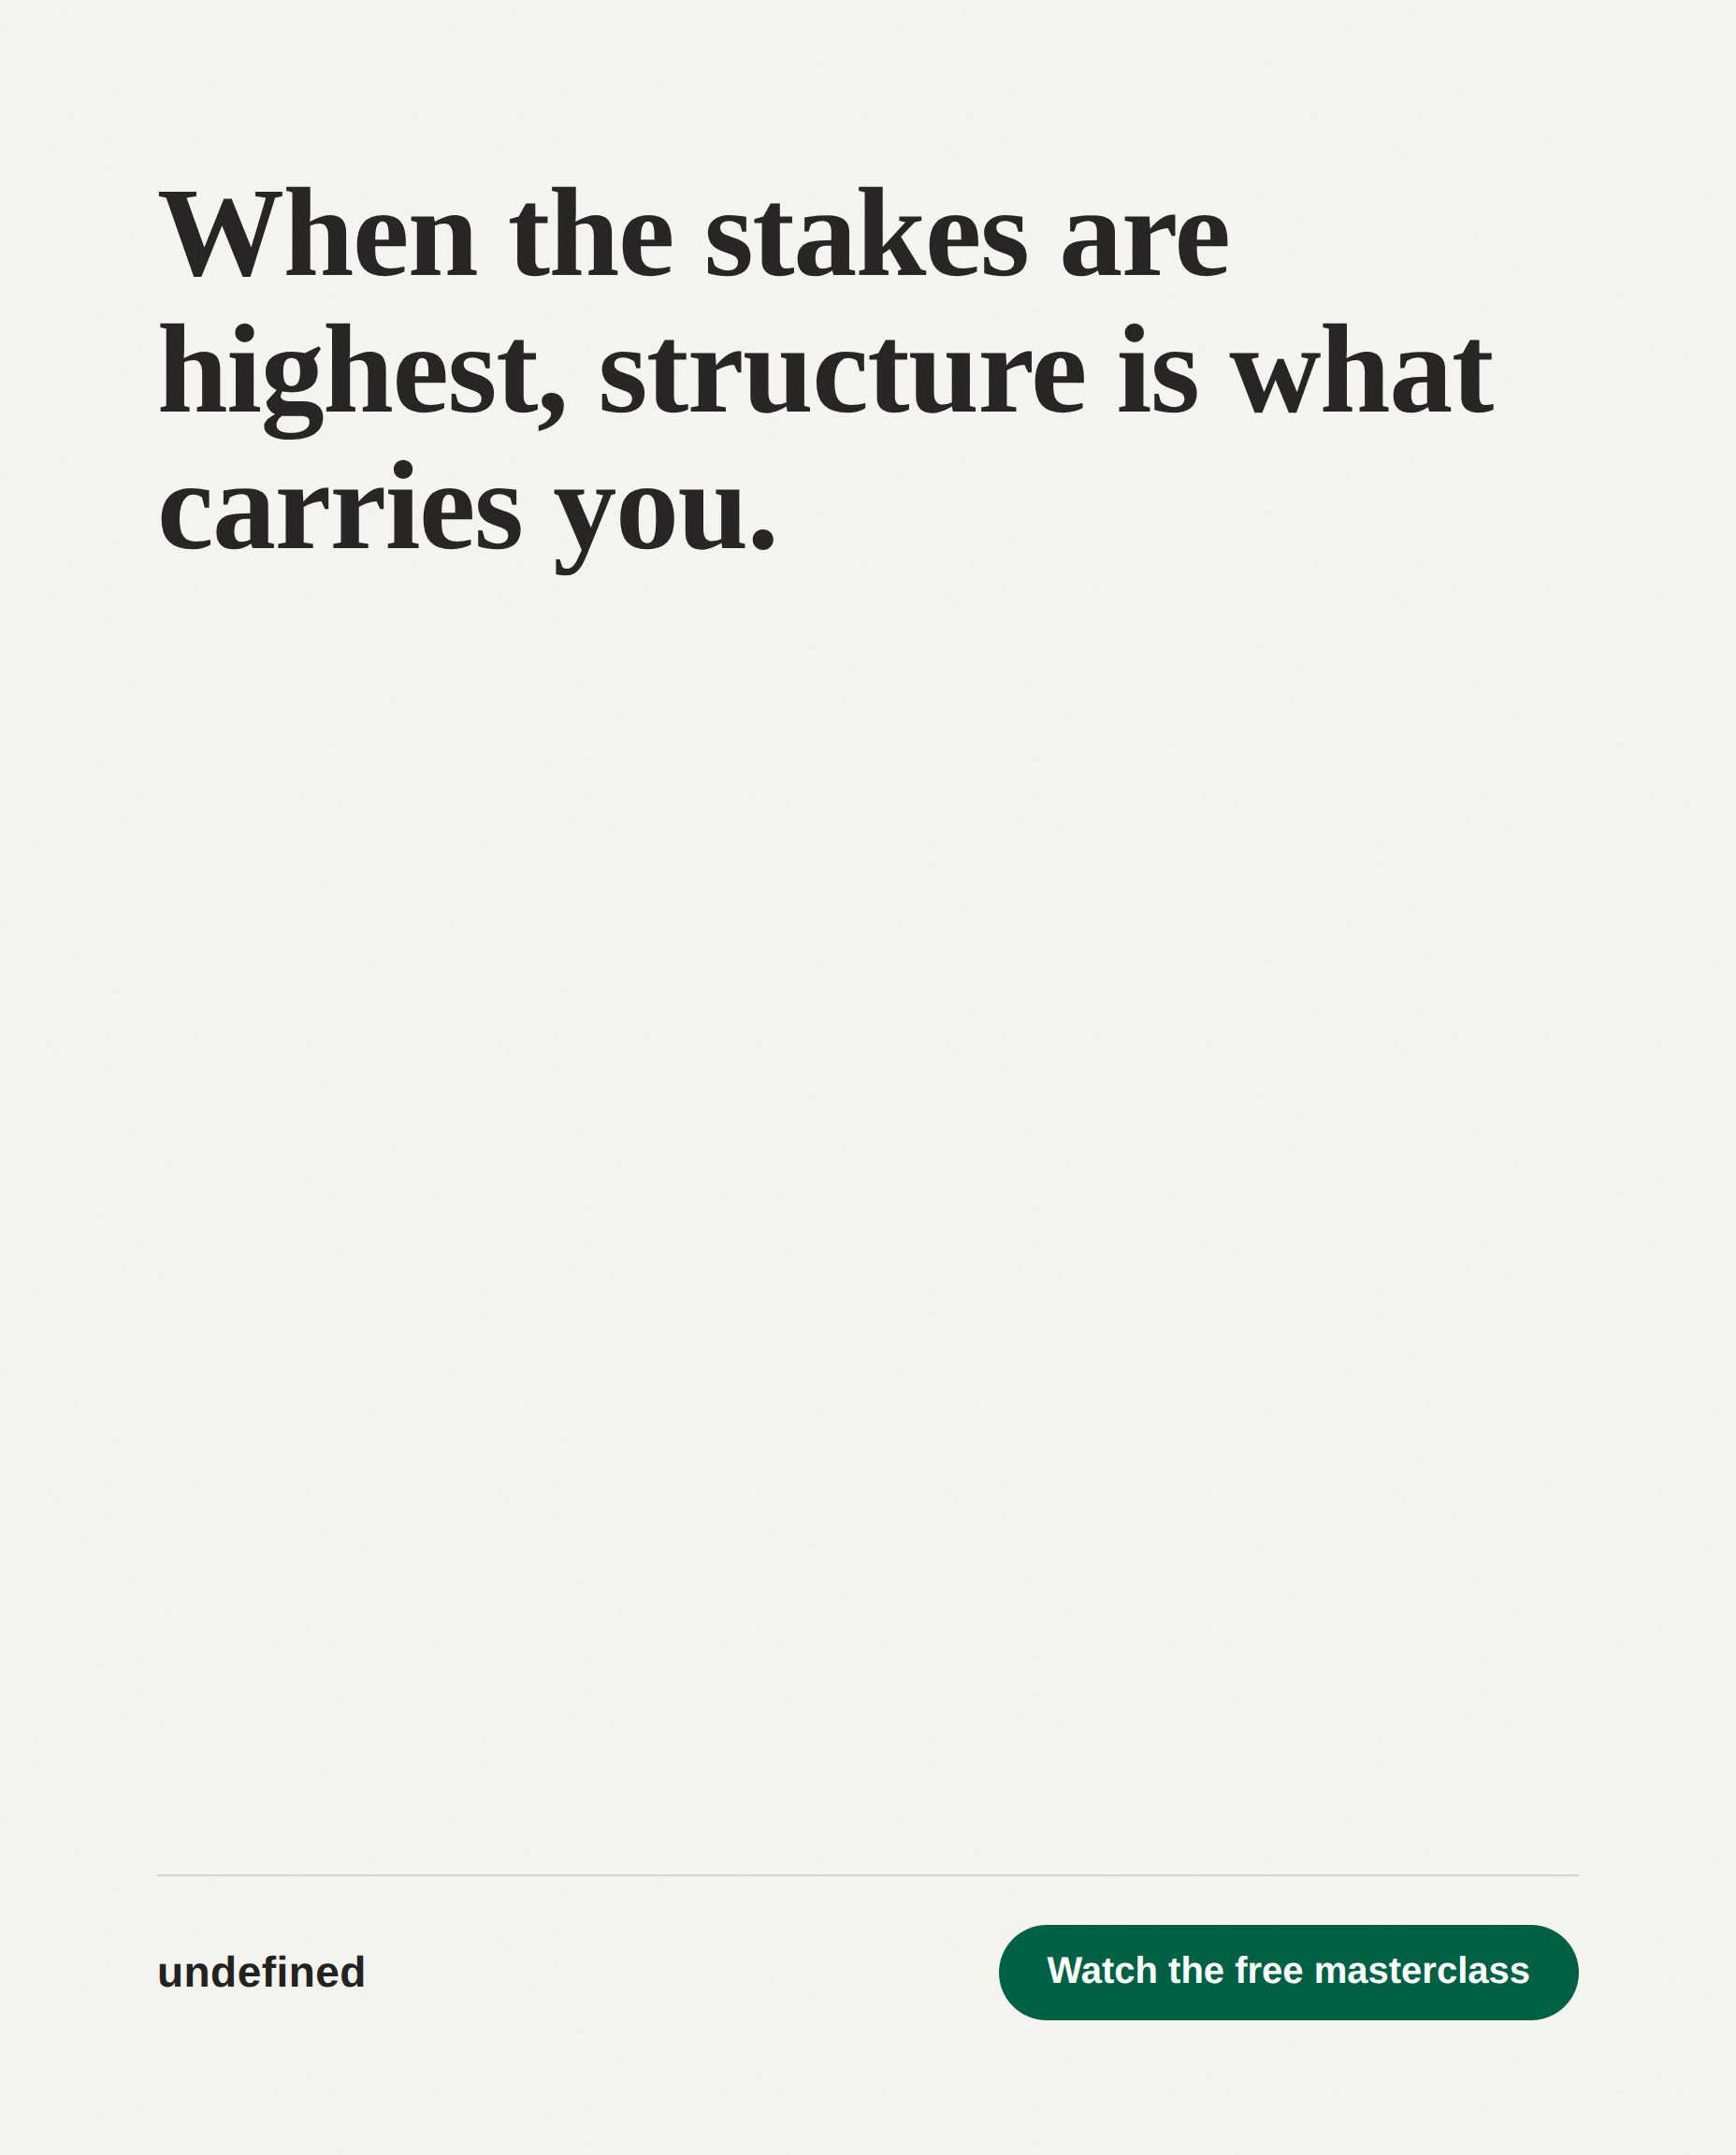 When the stakes are
highest, structure is what
carries you.
undefined
Watch the free masterclass